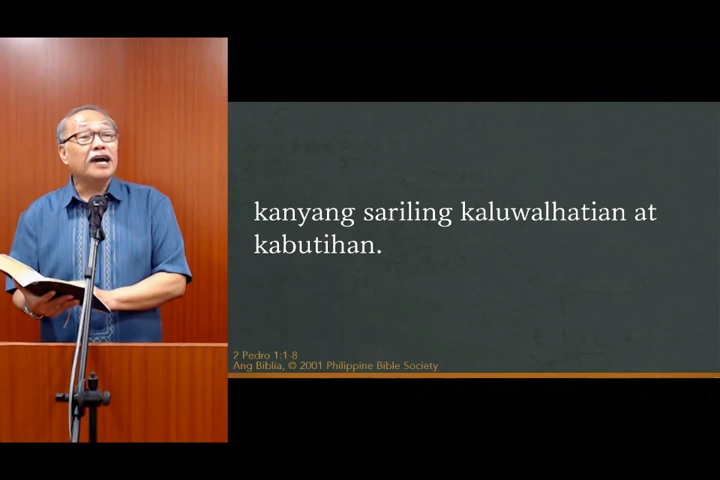 kanyang sariling kaluwalhatian at
kabutihan.
2 Pedro 1:1-8
Ang Biblia, © 2001 Philippine Bible Society